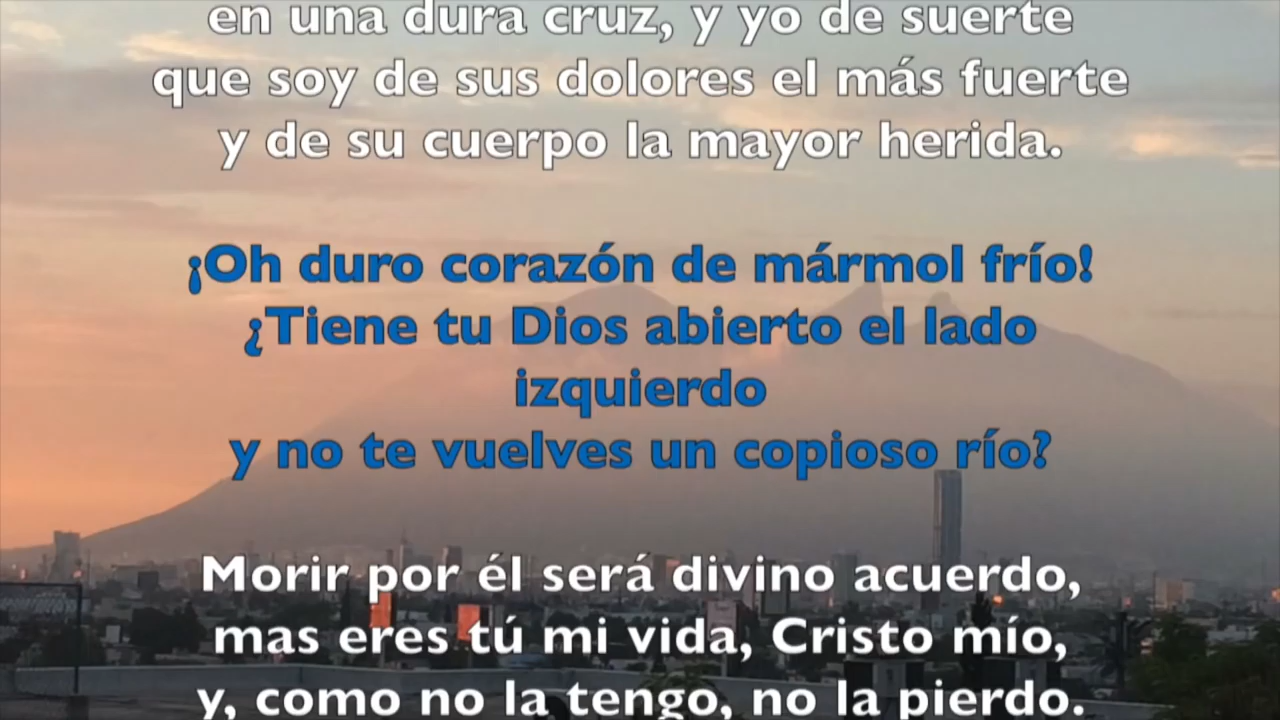 en una dura cruz, y yo de suerte
que soy de sus dolores el más fuerte
y de su cuerpo la mayor herida.
¡Oh duro corazón de mármol frío!
¿Tiene tu Dios abierto el lado
izquierdo
y no te vuelves un copioso río?
Morir por él será divino acuerdo,
mas eres tú mi vida, Cristo mío,
y, como no la tengo, no la pierdo.